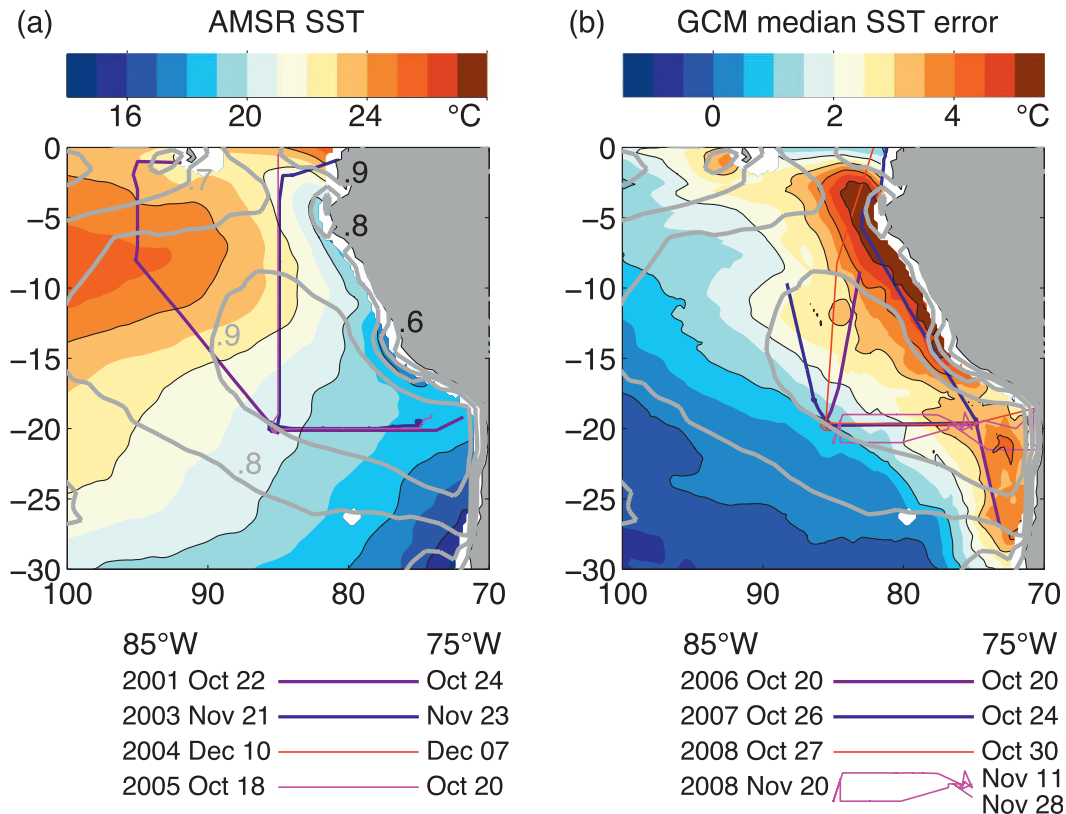 (a) AMSR SST
(b) GCM median SST error
16 20 24 °C
0 2 4 °C
0
−5
−10
−15
−20
−25
−30
100 90 80 70
.7
.9
.8
.6
.9
.8
0
−5
−10
−15
−20
−25
−30
100 90 80 70
85°W 75°W
2001 Oct 22 Oct 24
2003 Nov 21 Nov 23
2004 Dec 10 Dec 07
2005 Oct 18 Oct 20
85°W 75°W
2006 Oct 20 Oct 20
2007 Oct 26 Oct 24
2008 Oct 27 Oct 30
2008 Nov 20 Nov 11
Nov 28